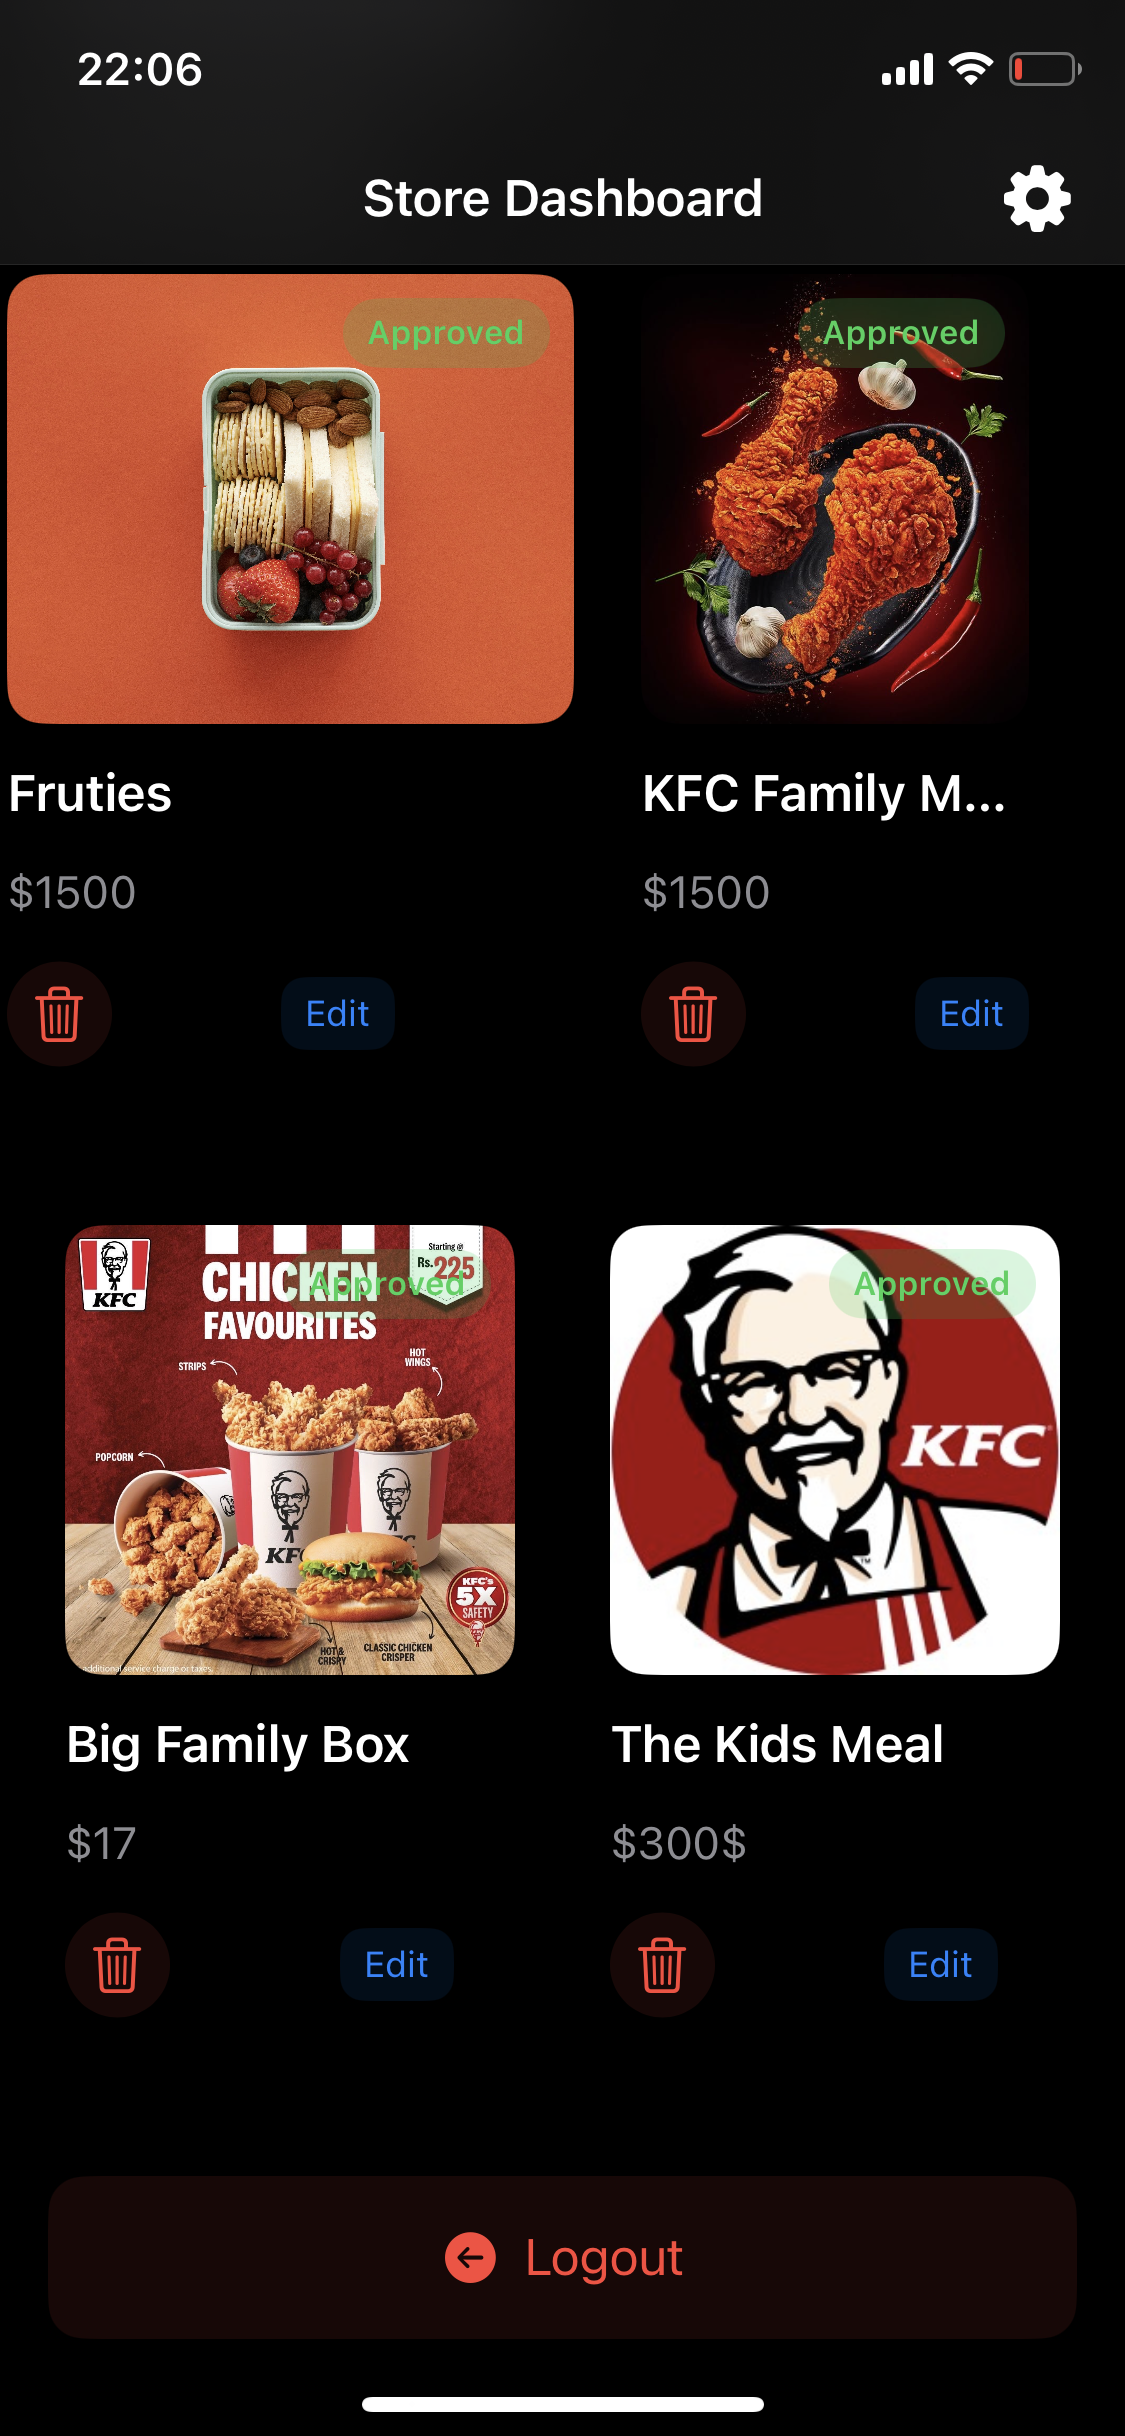 22:06
Store Dashboard
Approved
Approved
Fruties
KFC Family M...
$1500
$1500
Edit
Edit
KFC
CHICKEN
FAVOURITES
Starting @
Rs.225
Approved
STRIPS
HOT
WINGS
POPCORN
KFC
KFC'S
5X
SAFETY
HOT &
CRISPY
CLASSIC CHICKEN
CRISPER
additional service charge or taxes.
Approved
KFC
TM
Big Family Box
The Kids Meal
$17
$300$
Edit
Edit
Logout